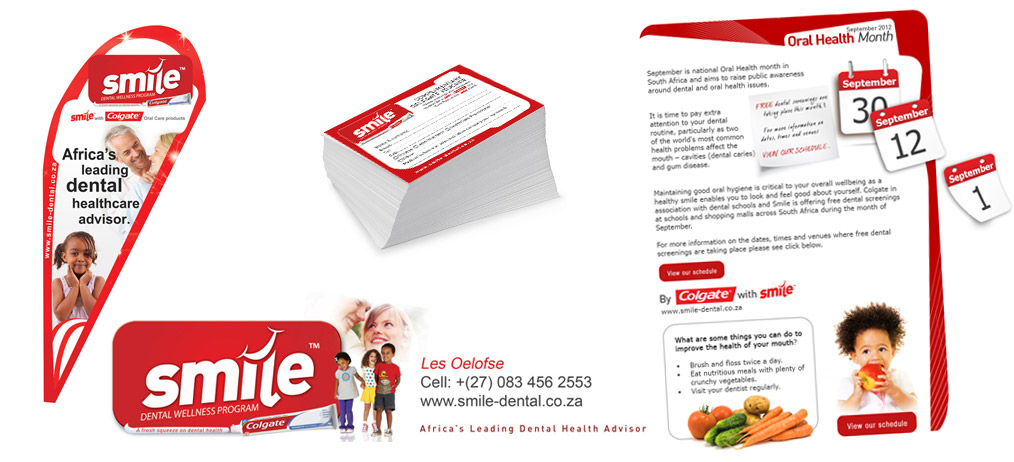 smile™
DENTAL WELLNESS PROGRAM
Colgate
smile with Colgate Oral Care products
Africa's
leading
dental
healthcare
advisor.
www.smile-dental.co.za
COMPLIMENTARY
smile
www.smile-dental.co.za
September 2012
Oral Health Month
September is national Oral Health month in
South Africa and aims to raise public awareness
around dental and oral health issues.
It is time to pay extra
attention to your dental
routine, particularly as two
of the world's most common
health problems affect the
mouth – cavities (dental caries)
and gum disease.
FREE dental screenings are
taking place this month!
For more information on
dates, times and venues
VIEW OUR SCHEDULE.
September
30
September
12
September
1
Maintaining good oral hygiene is critical to your overall wellbeing as a
healthy smile enables you to look and feel good about yourself. Colgate in
association with dental schools and Smile is offering free dental screenings
at schools and shopping malls across South Africa during the month of
September.
For more information on the dates, times and venues where free dental
screenings are taking place please see click below.
View our schedule
By Colgate with smile™
www.smile-dental.co.za
What are some things you can do to
improve the health of your mouth?
• Brush and floss twice a day.
• Eat nutritious meals with plenty of
crunchy vegetables.
• Visit your dentist regularly.
View our schedule
smile™
DENTAL WELLNESS PROGRAM
A fresh squeeze on dental health
Colgate
Les Oelofse
Cell: +(27) 083 456 2553
www.smile-dental.co.za
Africa's Leading Dental Health Advisor